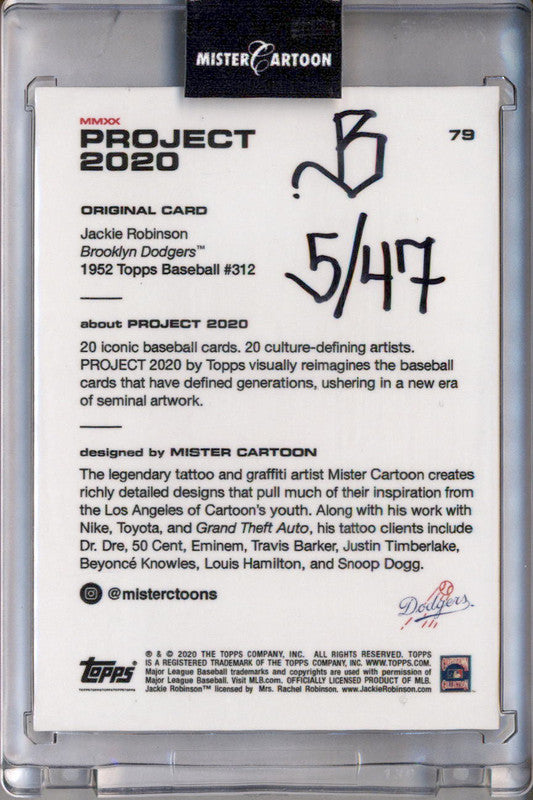 MISTER CARTOON
MMXX
PROJECT
2020
79
B
5/47
ORIGINAL CARD
Jackie Robinson
Brooklyn Dodgers™
1952 Topps Baseball #312
about PROJECT 2020
20 iconic baseball cards. 20 culture-defining artists.
PROJECT 2020 by Topps visually reimagines the baseball
cards that have defined generations, ushering in a new era
of seminal artwork.
designed by MISTER CARTOON
The legendary tattoo and graffiti artist Mister Cartoon creates
richly detailed designs that pull much of their inspiration from
the Los Angeles of Cartoon's youth. Along with his work with
Nike, Toyota, and Grand Theft Auto, his tattoo clients include
Dr. Dre, 50 Cent, Eminem, Travis Barker, Justin Timberlake,
Beyoncé Knowles, Louis Hamilton, and Snoop Dogg.
@misterctoons
Dodgers
TOPPS
® & © 2020 THE TOPPS COMPANY, INC. ALL RIGHTS RESERVED. TOPPS
IS A REGISTERED TRADEMARK OF THE TOPPS COMPANY, INC. WWW.TOPPS.COM.
Major League Baseball trademarks and copyrights are used with permission of
Major League Baseball. Visit MLB.com. OFFICIALLY LICENSED PRODUCT OF MLB.
Jackie Robinson™ licensed by Mrs. Rachel Robinson. www.JackieRobinson.com